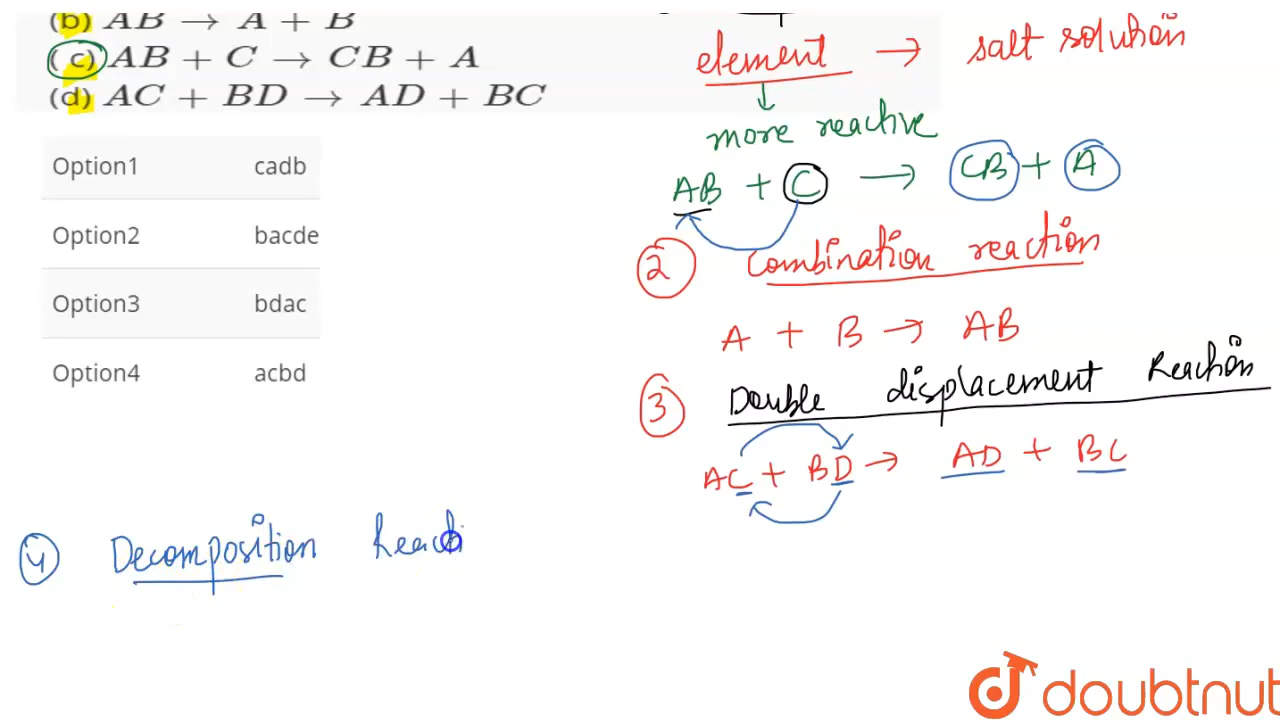 (b) AB → A + B
(c) AB + C → CB + A
(d) AC + BD → AD + BC
Option1 cadb
Option2 bacde
Option3 bdac
Option4 acbd
element → salt solution
↓
more reactive
AB + C → CB + A
2 Combination reaction
A + B → AB
3 Double displacement Reaction
AC + BD → AD + BC
4 Decomposition Reacti
doubtnut